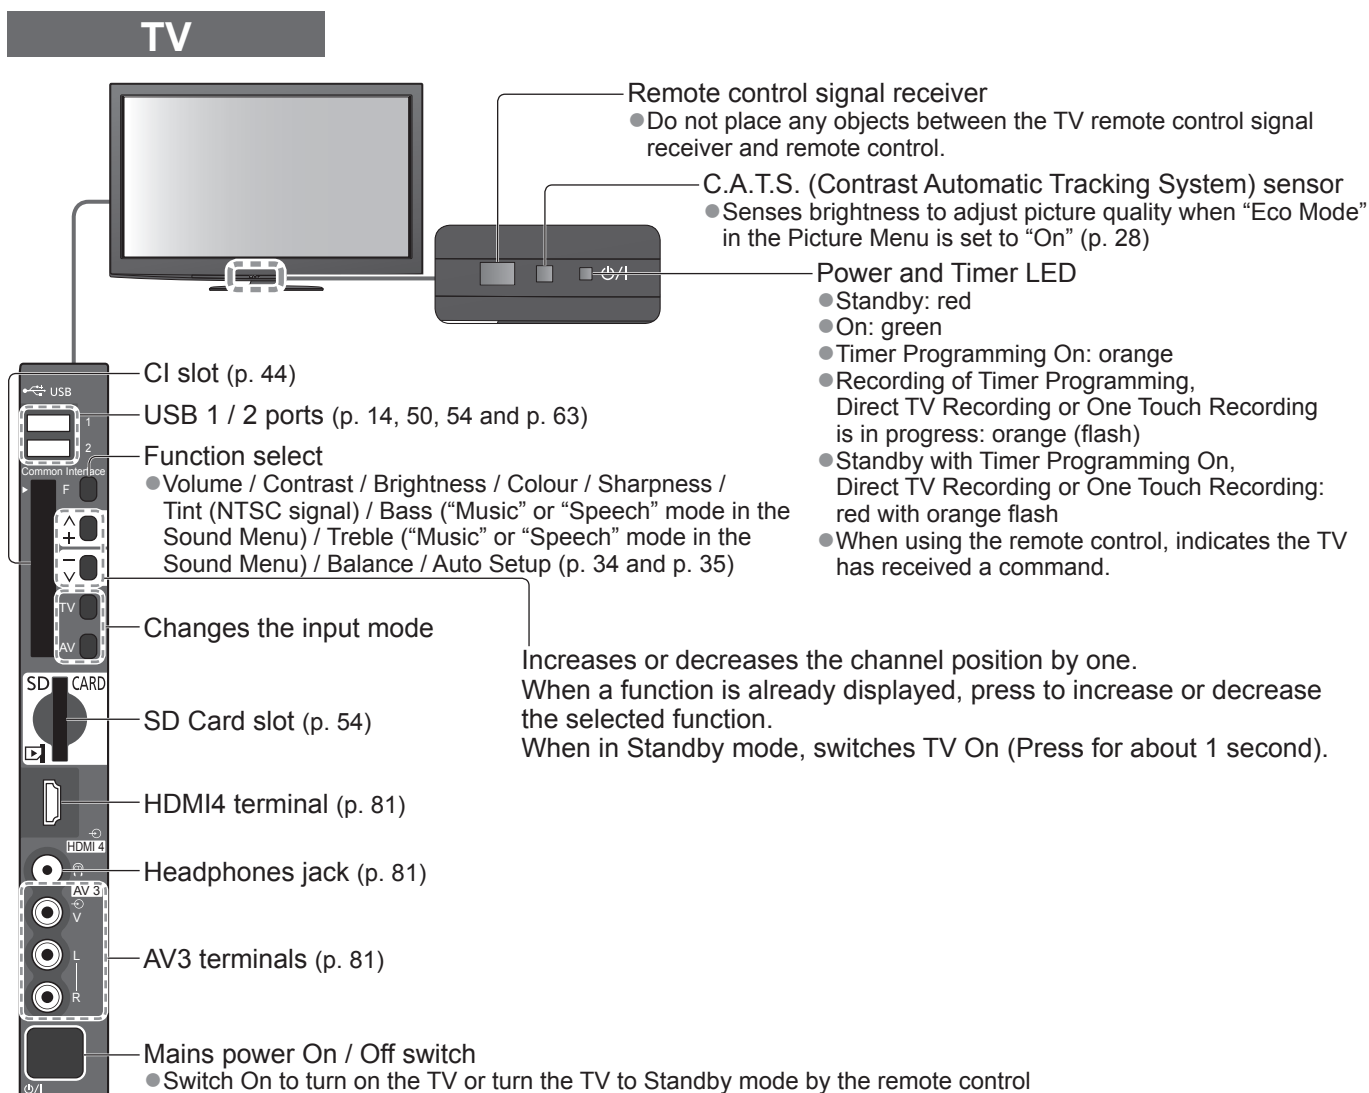 TV
Remote control signal receiver
●Do not place any objects between the TV remote control signal
receiver and remote control.
C.A.T.S. (Contrast Automatic Tracking System) sensor
●Senses brightness to adjust picture quality when “Eco Mode”
in the Picture Menu is set to “On” (p. 28)
Power and Timer LED
●Standby: red
●On: green
●Timer Programming On: orange
●Recording of Timer Programming,
Direct TV Recording or One Touch Recording
is in progress: orange (flash)
●Standby with Timer Programming On,
Direct TV Recording or One Touch Recording:
red with orange flash
●When using the remote control, indicates the TV
has received a command.
CI slot (p. 44)
USB 1 / 2 ports (p. 14, 50, 54 and p. 63)
Function select
●Volume / Contrast / Brightness / Colour / Sharpness /
Tint (NTSC signal) / Bass (“Music” or “Speech” mode in the
Sound Menu) / Treble (“Music” or “Speech” mode in the
Sound Menu) / Balance / Auto Setup (p. 34 and p. 35)
Changes the input mode
Increases or decreases the channel position by one.
When a function is already displayed, press to increase or decrease
the selected function.
When in Standby mode, switches TV On (Press for about 1 second).
SD Card slot (p. 54)
HDMI4 terminal (p. 81)
Headphones jack (p. 81)
AV3 terminals (p. 81)
Mains power On / Off switch
●Switch On to turn on the TV or turn the TV to Standby mode by the remote control
USB
1
2
Common Interface
F
+
−
TV
AV
SD CARD
HDMI 4
AV 3
V
L
R